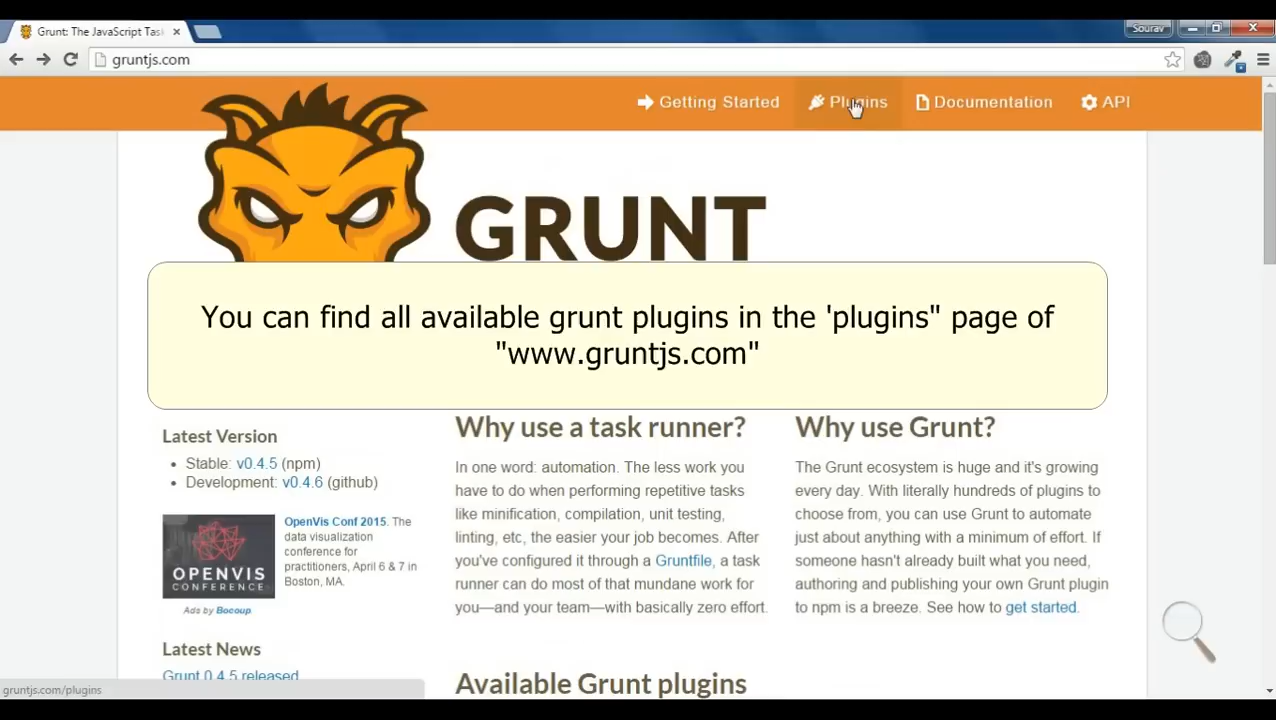 Grunt: The JavaScript Tas
Sourav
gruntjs.com
Getting Started
Plugins
Documentation
API
GRUNT
You can find all available grunt plugins in the 'plugins" page of
"www.gruntjs.com"
Latest Version
Stable: v0.4.5 (npm)
Development: v0.4.6 (github)
OpenVis Conf 2015. The
data visualization
conference for
practitioners, April 6 & 7 in
Boston, MA.
OPENVIS
CONFERENCE
Ads by Bocoup.
Latest News
Grunt 0.4.5 released
Why use a task runner?
In one word: automation. The less work you
have to do when performing repetitive tasks
like minification, compilation, unit testing,
linting, etc, the easier your job becomes. After
you've configured it through a Gruntfile, a task
runner can do most of that mundane work for
you—and your team—with basically zero effort.
Why use Grunt?
The Grunt ecosystem is huge and it's growing
every day. With literally hundreds of plugins to
choose from, you can use Grunt to automate
just about anything with a minimum of effort. If
someone hasn't already built what you need,
authoring and publishing your own Grunt plugin
to npm is a breeze. See how to get started.
Available Grunt plugins
gruntjs.com/plugins